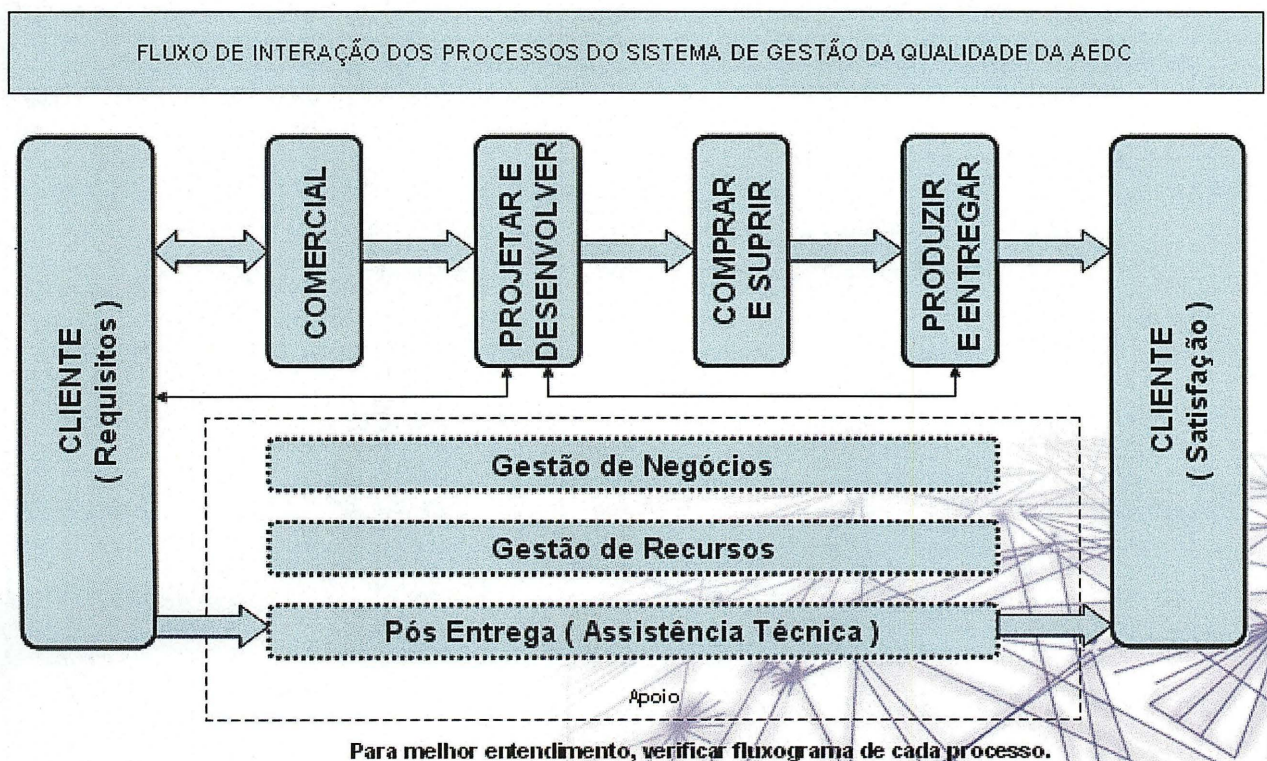 FLUXO DE INTERAÇÃO DOS PROCESSOS DO SISTEMA DE GESTÃO DA QUALIDADE DA AEDC
CLIENTE
( Requisitos )
COMERCIAL
PROJETAR E
DESENVOLVER
COMPRAR
E SUPRIR
PRODUZIR
E ENTREGAR
CLIENTE
( Satisfação )
Gestão de Negócios
Gestão de Recursos
Pós Entrega ( Assistência Técnica )
Apoio
Para melhor entendimento, verificar fluxograma de cada processo.